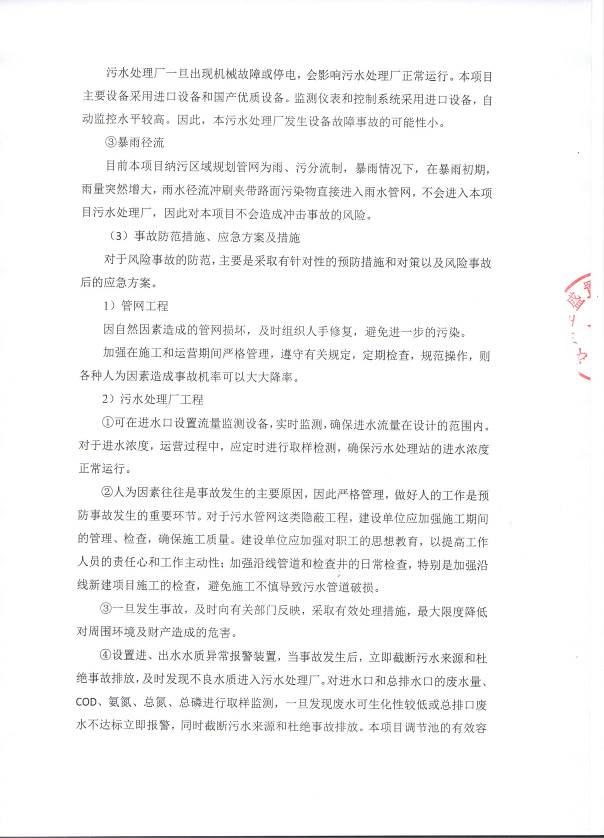 污水处理厂一旦出现机械故障或停电，会影响污水处理厂正常运行。本项目
主要设备采用进口设备和国产优质设备。监测仪表和控制系统采用进口设备，自
动监控水平较高。因此，本污水处理厂发生设备故障事故的可能性小。
③暴雨径流
目前本项目纳污区域规划管网为雨、污分流制，暴雨情况下，在暴雨初期，
雨量突然增大，雨水径流冲刷夹带路面污染物直接进入雨水管网，不会进入本项
目污水处理厂，因此对本项目不会造成冲击事故的风险。
（3）事故防范措施、应急方案及措施
对于风险事故的防范，主要是采取有针对性的预防措施和对策以及风险事故
后的应急方案。
1）管网工程
因自然因素造成的管网损坏，及时组织人手修复，避免进一步的污染。
加强在施工和运营期间严格管理，遵守有关规定，定期检查，规范操作，则
各种人为因素造成事故机率可以大大降率。
2）污水处理厂工程
①可在进水口设置流量监测设备，实时监测，确保进水流量在设计的范围内。
对于进水浓度，运营过程中，应定时进行取样检测，确保污水处理站的进水浓度
正常运行。
②人为因素往往是事故发生的主要原因，因此严格管理，做好人的工作是预
防事故发生的重要环节。对于污水管网这类隐蔽工程，建设单位应加强施工期间
的管理、检查，确保施工质量。建设单位应加强对职工的思想教育，以提高工作
人员的责任心和工作主动性；加强沿线管道和检查井的日常检查，特别是加强沿
线新建项目施工的检查，避免施工不慎导致污水管道破损。
③一旦发生事故，及时向有关部门反映，采取有效处理措施，最大限度降低
对周围环境及财产造成的危害。
④设置进、出水水质异常报警装置，当事故发生后，立即截断污水来源和杜
绝事故排放，及时发现不良水质进入污水处理厂。对进水口和总排水口的废水量、
COD、氨氮、总氮、总磷进行取样监测，一旦发现废水可生化性较低或总排口废
水不达标立即报警，同时截断污水来源和杜绝事故排放。本项目调节池的有效容